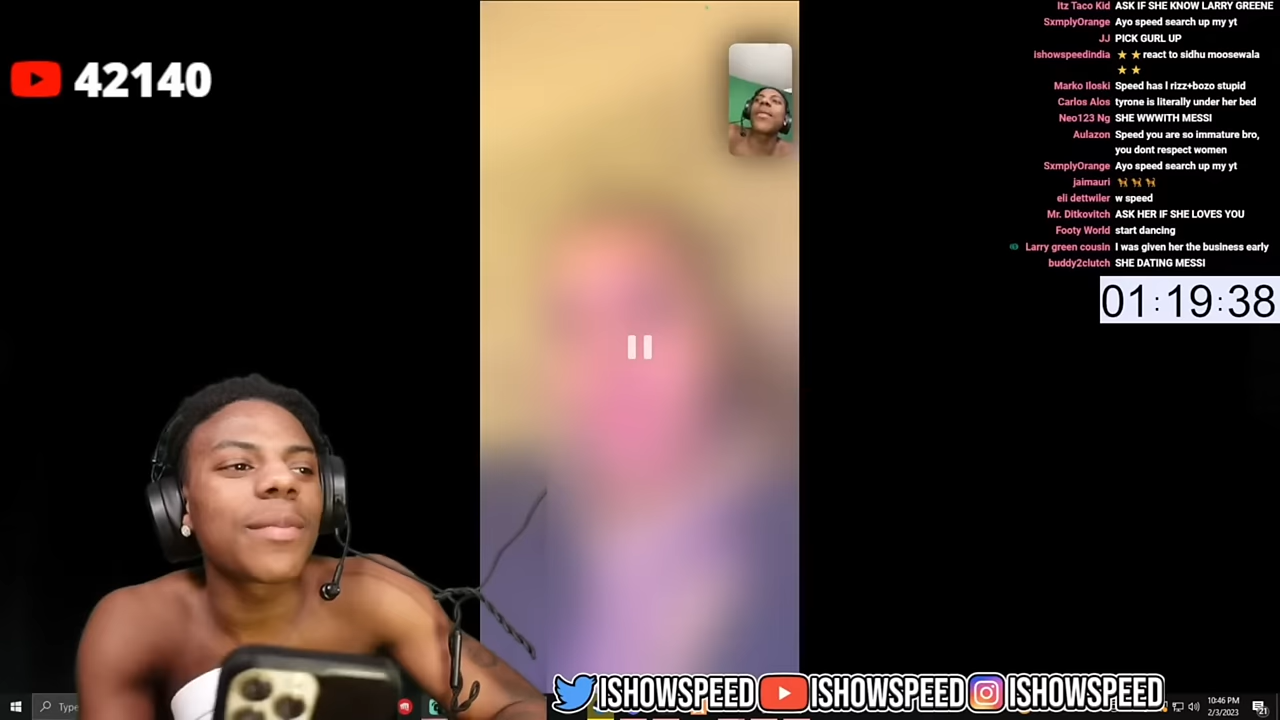 42140
Itz Taco Kid ASK IF SHE KNOW LARRY GREENE
SxmplyOrange Ayo speed search up my yt
JJ PICK GURL UP
ishowspeedindia ⭐ ⭐ react to sidhu moosewala
⭐ ⭐
Marko Iloski Speed has l rizz+bozo stupid
Carlos Alos tyrone is literally under her bed
Neo123 Ng SHE WWWITH MESSI
Aulazon Speed you are so immature bro,
you dont respect women
SxmplyOrange Ayo speed search up my yt
jaimauri
eli dettwiler w speed
Mr. Ditkovitch ASK HER IF SHE LOVES YOU
Footy World start dancing
Larry green cousin I was given her the business early
buddy2clutch SHE DATING MESSI
01:19:38
ISHOWSPEED ISHOWSPEED ISHOWSPEED
Type
10:46 PM
2/3/2023